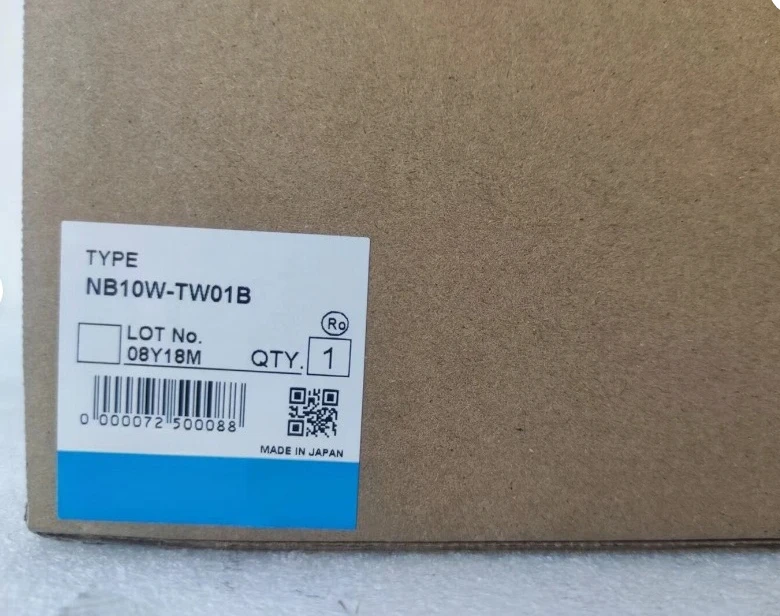 TYPE
NB10W-TW01B
Ro
LOT No.
08Y18M
QTY. 1
0 000072 500088
MADE IN JAPAN